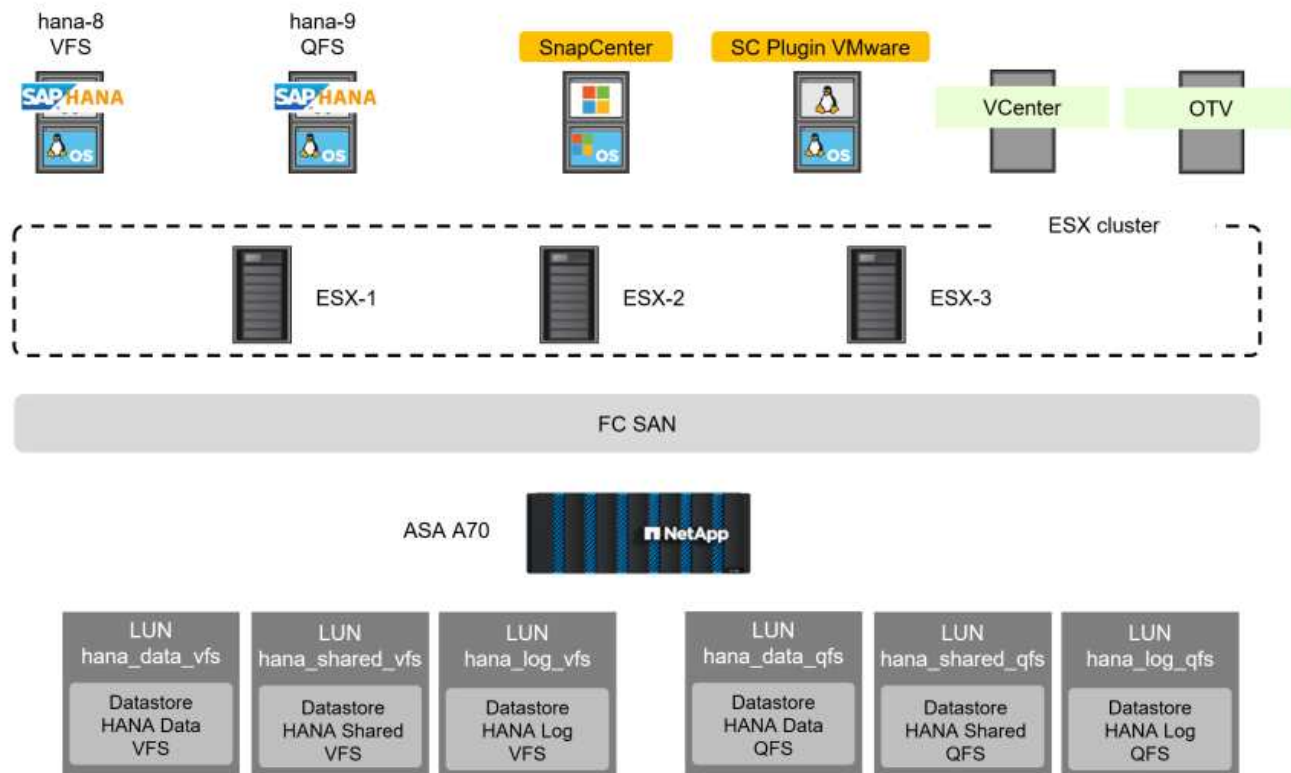 hana-8
VFS
hana-9
QFS
SnapCenter
SC Plugin VMware
SAP HANA
SAP HANA
VCenter
OTV
OS
OS
OS
OS
ESX cluster
ESX-1
ESX-2
ESX-3
FC SAN
ASA A70
NetApp
LUN
hana_data_vfs
Datastore
HANA Data
VFS
LUN
hana_shared_vfs
Datastore
HANA Shared
VFS
LUN
hana_log_vfs
Datastore
HANA Log
VFS
LUN
hana_data_qfs
Datastore
HANA Data
QFS
LUN
hana_shared_qfs
Datastore
HANA Shared
QFS
LUN
hana_log_qfs
Datastore
HANA Log
QFS